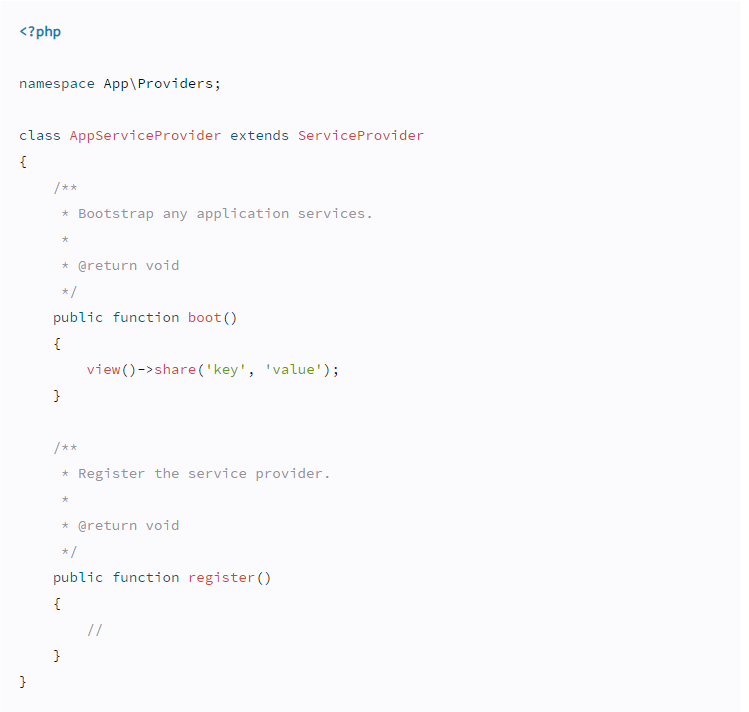 <?php
namespace App\Providers;
class AppServiceProvider extends ServiceProvider
{
    /**
     * Bootstrap any application services.
     *
     * @return void
     */
    public function boot()
    {
        view()->share('key', 'value');
    }
    /**
     * Register the service provider.
     *
     * @return void
     */
    public function register()
    {
        //
    }
}